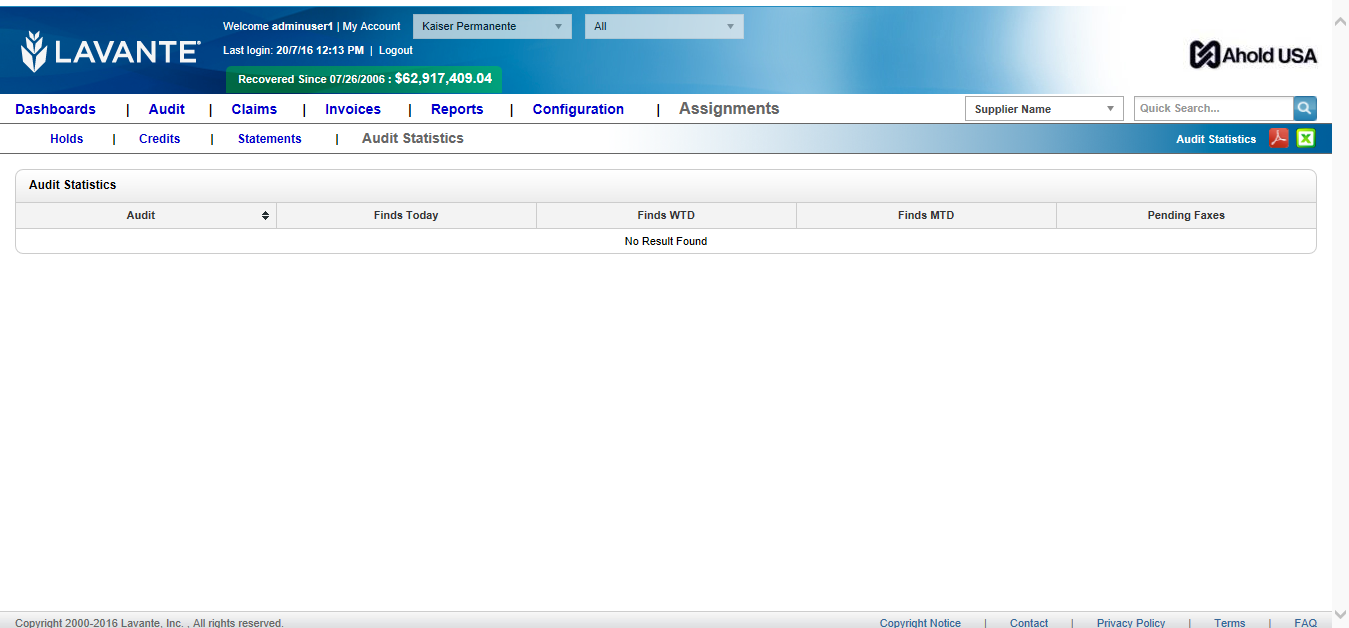 Welcome adminuser1 | My Account Kaiser Permanente All
LAVANTE
Last login: 20/7/16 12:13 PM | Logout
Ahold USA
Recovered Since 07/26/2006 : $62,917,409.04
Dashboards | Audit | Claims | Invoices | Reports | Configuration | Assignments Supplier Name Quick Search...
Holds | Credits | Statements | Audit Statistics Audit Statistics
Audit Statistics
Audit Finds Today Finds WTD Finds MTD Pending Faxes
No Result Found
Copyright 2000-2016 Lavante, Inc. , All rights reserved. Copyright Notice | Contact | Privacy Policy | Terms | FAQ